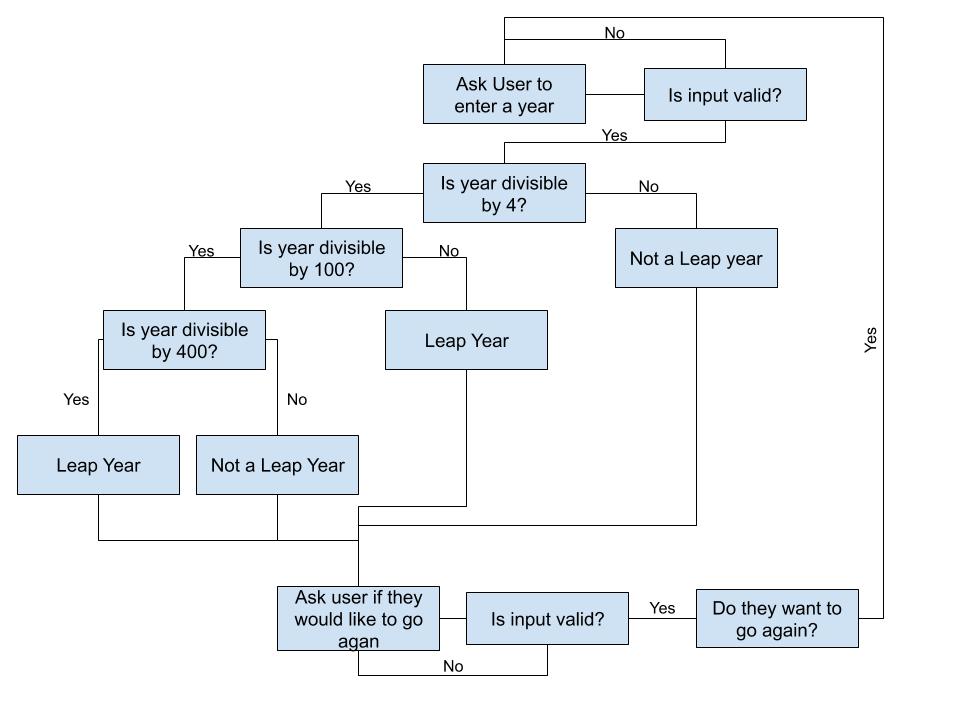 No
Ask User to
enter a year
Is input valid?
Yes
Is year divisible
by 4?
Yes
No
Is year divisible
by 100?
Not a Leap year
Yes
No
Is year divisible
by 400?
Leap Year
Yes
Yes
No
Leap Year
Not a Leap Year
Ask user if they
would like to go
agan
Is input valid?
Yes
Do they want to
go again?
No